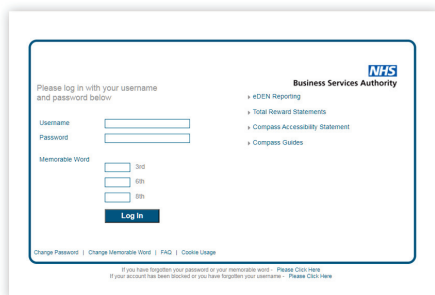 NHS
Business Services Authority
Please log in with your username
and password below
Username
Password
Memorable Word
3rd
6th
8th
Log In
eDEN Reporting
Total Reward Statements
Compass Accessibility Statement
Compass Guides
Change Password | Change Memorable Word | FAQ | Cookie Usage
If you have forgotten your password or your memorable word - Please Click Here
If your account has been blocked or you have forgotten your username - Please Click Here